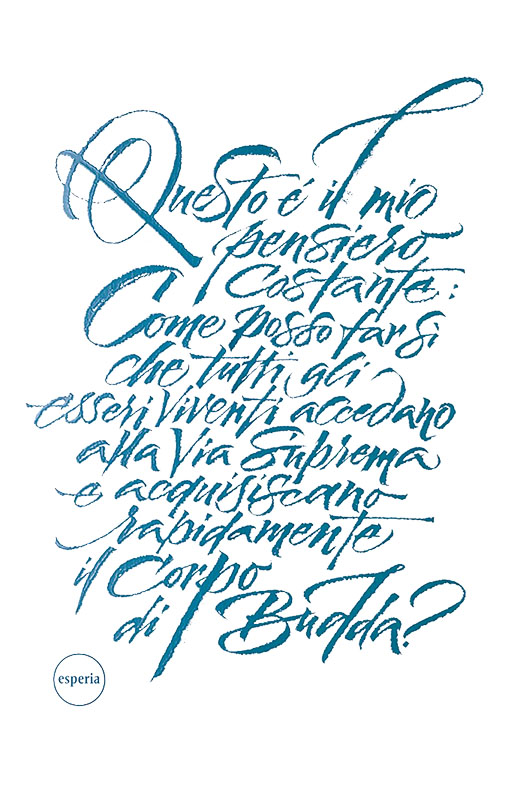 Questo é il mio
pensiero
Costante:
Come posso far sì
che tutti gli
esseri viventi accedano
alla Via Suprema
e acquisiscano
rapidamente
il Corpo
di Budda?
esperia